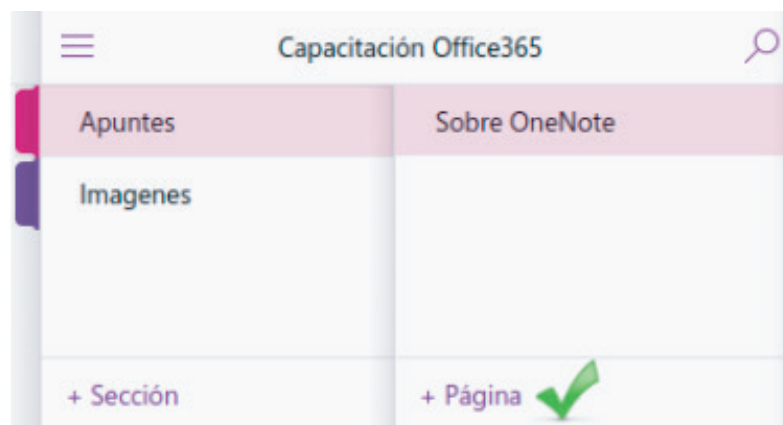 Capacitación Office365
Apuntes
Sobre OneNote
Imagenes
+ Sección
+ Página